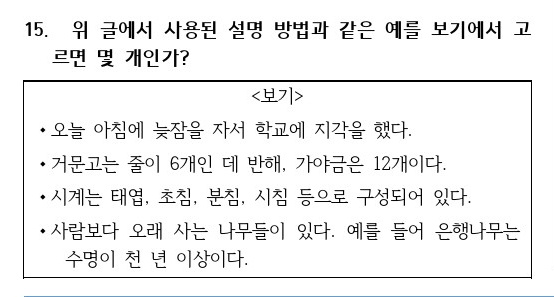 15. 위 글에서 사용된 설명 방법과 같은 예를 보기에서 고
르면 몇 개인가?
<보기>
• 오늘 아침에 늦잠을 자서 학교에 지각을 했다.
• 거문고는 줄이 6개인 데 반해, 가야금은 12개이다.
• 시계는 태엽, 초침, 분침, 시침 등으로 구성되어 있다.
• 사람보다 오래 사는 나무들이 있다. 예를 들어 은행나무는
수명이 천 년 이상이다.